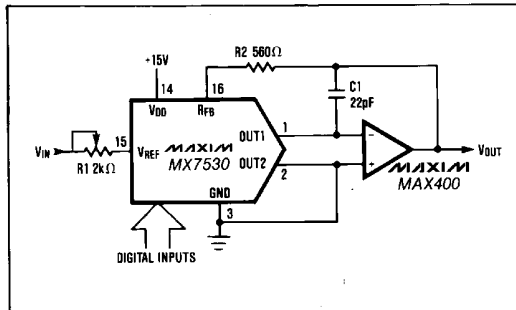 +15V
R2 560Ω
14
16
C1
22pF
VDD
RFB
VIN
15
VREF
R1 2kΩ
MAXIM
MX7530
OUT1
1
OUT2
2
−
+
VOUT
MAXIM
MAX400
GND
3
DIGITAL INPUTS